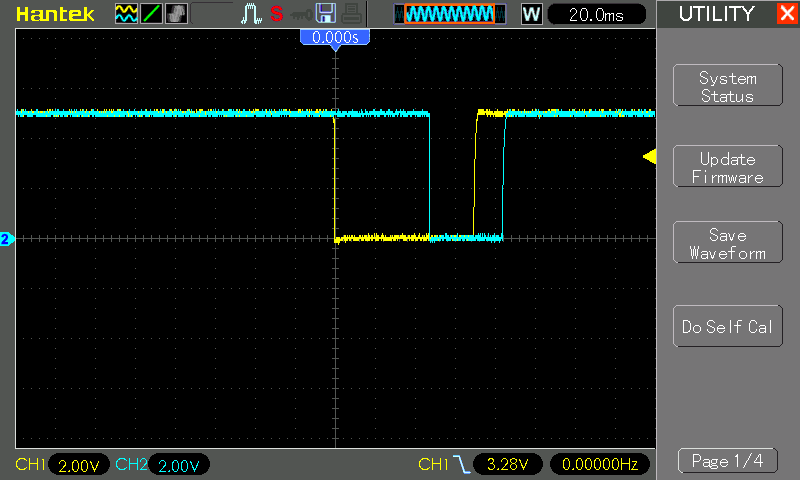 Hantek S W 20.0ms UTILITY
0.000s
System
Status
Update
Firmware
2
Save
Waveform
Do Self Cal
CH1 2.00V CH2 2.00V CH1 3.28V 0.00000Hz Page 1/4